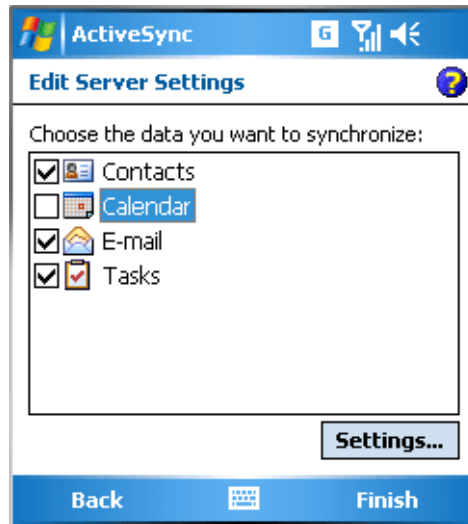 ActiveSync G
Edit Server Settings ?
Choose the data you want to synchronize:
Contacts
Calendar
E-mail
Tasks
Settings...
Back Finish